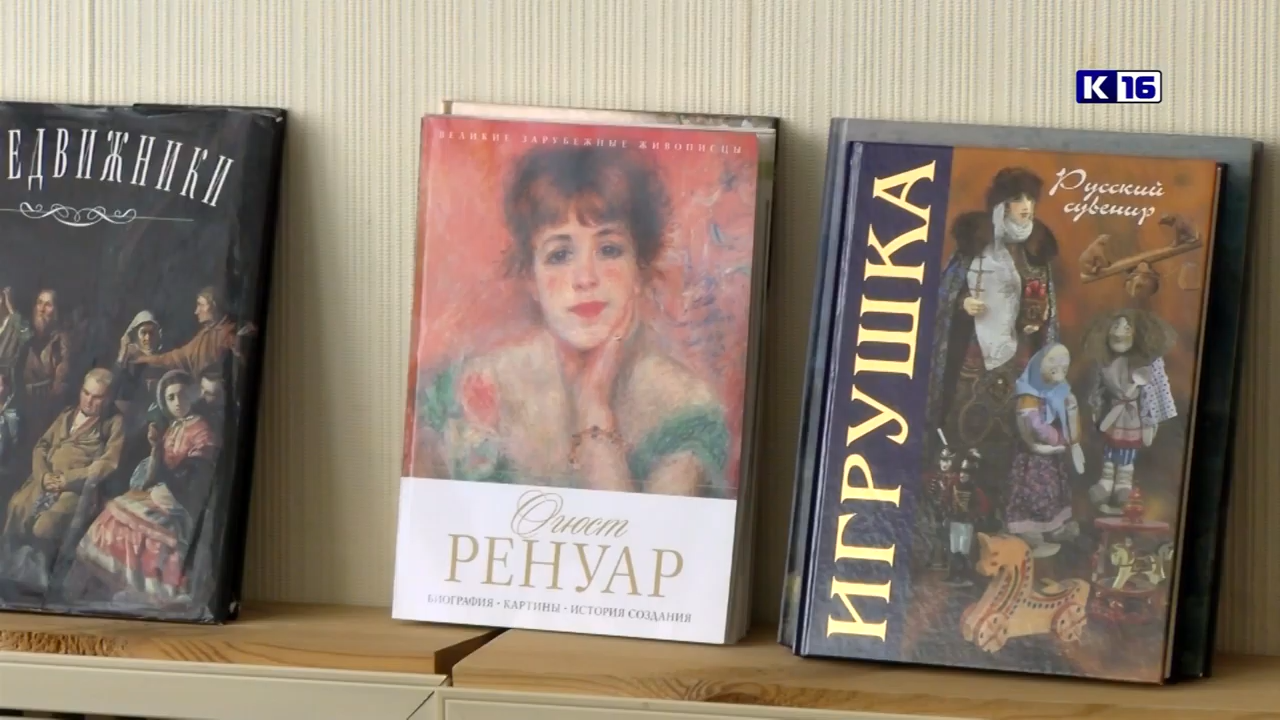 К 16
ЕДВИЖНИКИ
ВЕЛИКИЕ ЗАРУБЕЖНЫЕ ЖИВОПИСЦЫ
Огюст
РЕНУАР
БИОГРАФИЯ • КАРТИНЫ • ИСТОРИЯ СОЗДАНИЯ
ИГРУШКА
Русский
сувенир